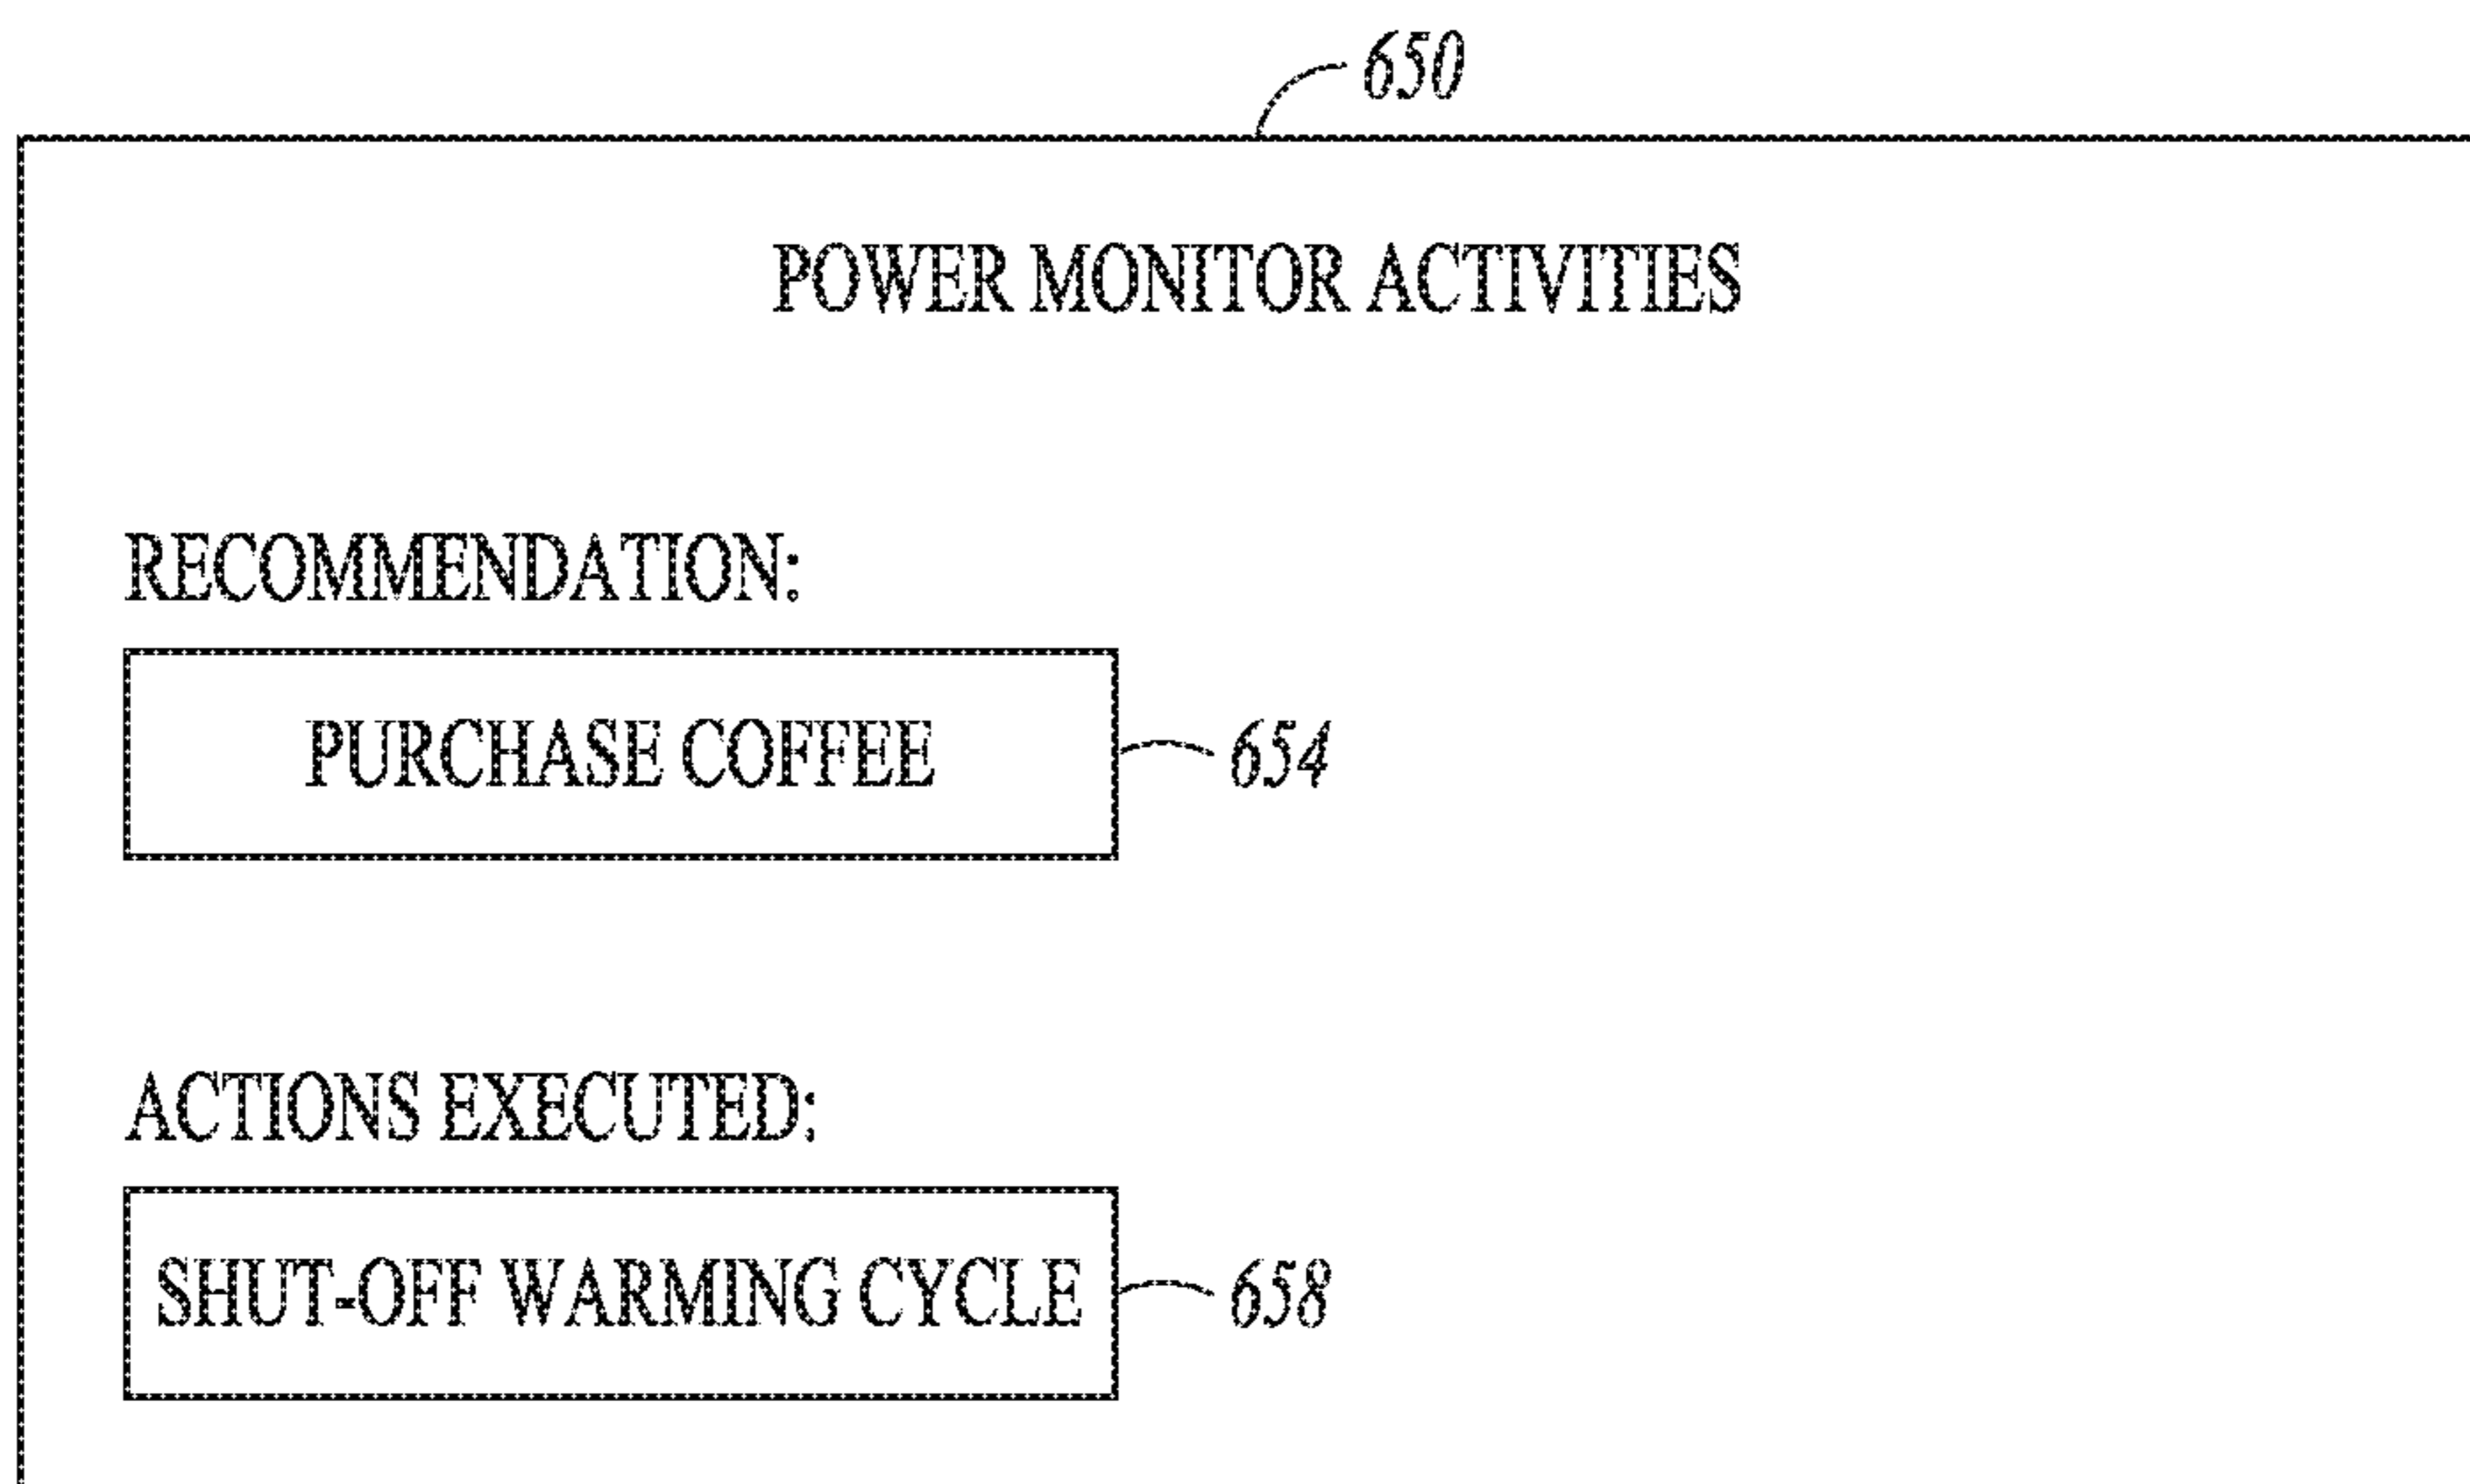 650
POWER MONITOR ACTIVITIES
RECOMMENDATION:
PURCHASE COFFEE 654
ACTIONS EXECUTED:
SHUT-OFF WARMING CYCLE 658